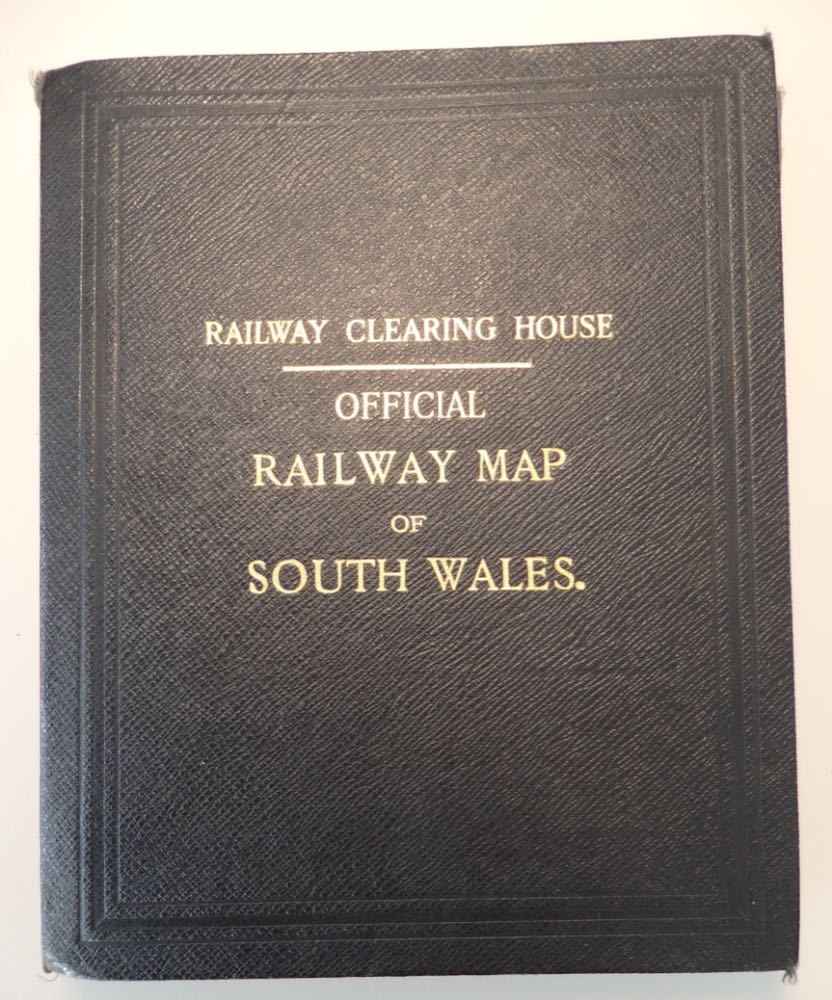 RAILWAY CLEARING HOUSE
OFFICIAL
RAILWAY MAP
OF
SOUTH WALES.